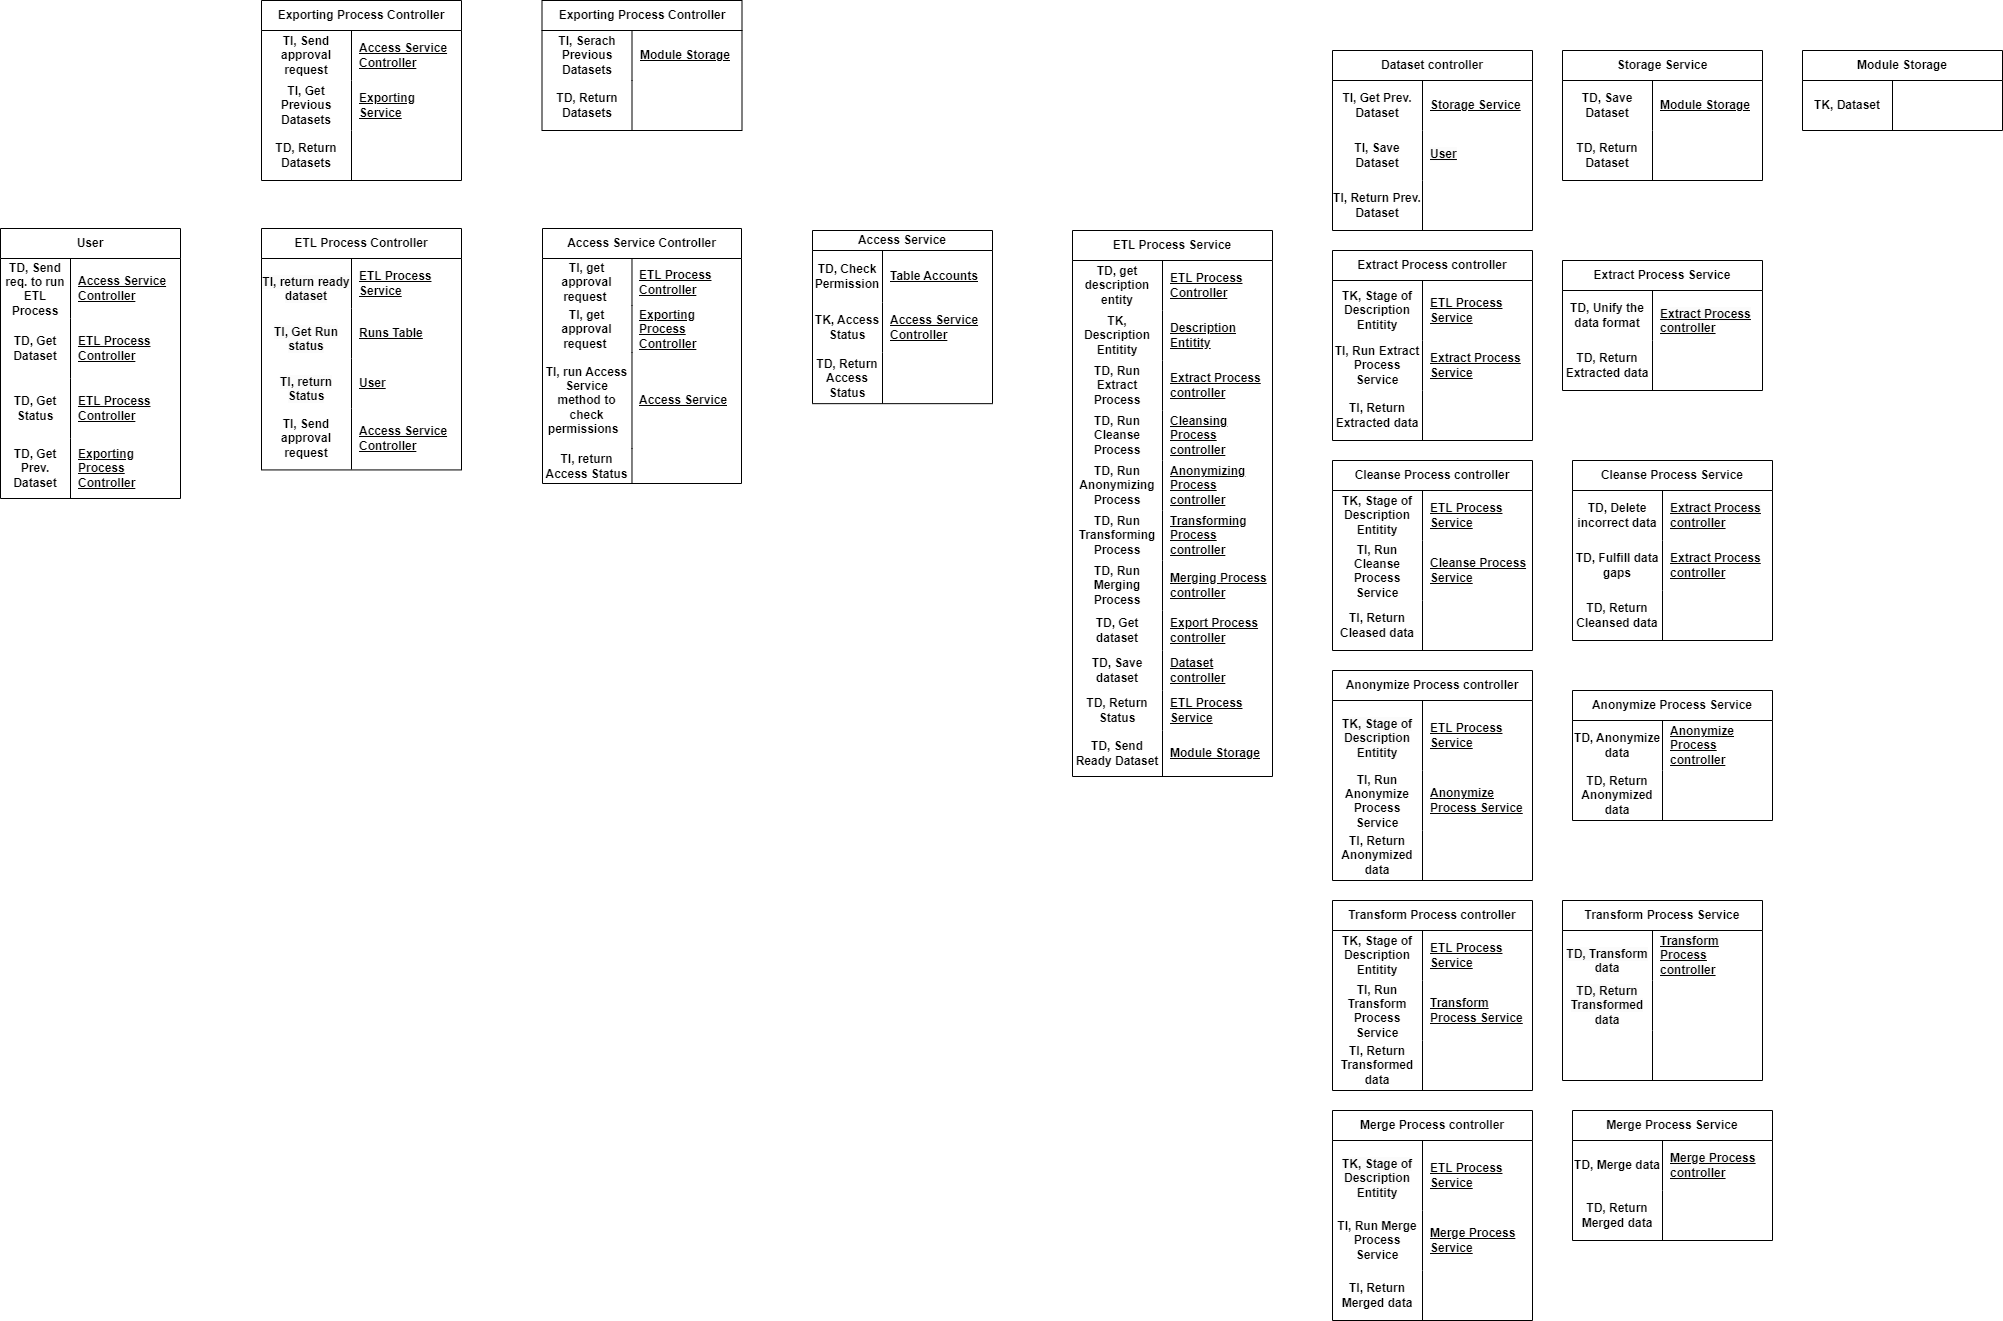 Exporting Process Controller
TI, Send
approval
request
Access Service
Controller
TI, Get
Previous
Datasets
Exporting
Service
TD, Return
Datasets
Exporting Process Controller
TI, Serach
Previous
Datasets
Module Storage
TD, Return
Datasets
Dataset controller
TI, Get Prev.
Dataset
Storage Service
TI, Save
Dataset
User
TI, Return Prev.
Dataset
Storage Service
TD, Save
Dataset
Module Storage
TD, Return
Dataset
Module Storage
TK, Dataset
User
TD, Send
req. to run
ETL
Process
Access Service
Controller
TD, Get
Dataset
ETL Process
Controller
TD, Get
Status
ETL Process
Controller
TD, Get
Prev.
Dataset
Exporting
Process
Controller
ETL Process Controller
TI, return ready
dataset
ETL Process
Service
TI, Get Run
status
Runs Table
TI, return
Status
User
TI, Send
approval
request
Access Service
Controller
Access Service Controller
TI, get
approval
request
ETL Process
Controller
TI, get
approval
request
Exporting
Process
Controller
TI, run Access
Service
method to
check
permissions
Access Service
TI, return
Access Status
Access Service
TD, Check
Permission
Table Accounts
TK, Access
Status
Access Service
Controller
TD, Return
Access
Status
ETL Process Service
TD, get
description
entity
ETL Process
Controller
TK,
Description
Entitity
Description
Entitity
TD, Run
Extract
Process
Extract Process
controller
TD, Run
Cleanse
Process
Cleansing
Process
controller
TD, Run
Anonymizing
Process
Anonymizing
Process
controller
TD, Run
Transforming
Process
Transforming
Process
controller
TD, Run
Merging
Process
Merging Process
controller
TD, Get
dataset
Export Process
controller
TD, Save
dataset
Dataset
controller
TD, Return
Status
ETL Process
Service
TD, Send
Ready Dataset
Module Storage
Extract Process controller
TK, Stage of
Description
Entitity
ETL Process
Service
TI, Run Extract
Process
Service
Extract Process
Service
TI, Return
Extracted data
Extract Process Service
TD, Unify the
data format
Extract Process
controller
TD, Return
Extracted data
Cleanse Process controller
TK, Stage of
Description
Entitity
ETL Process
Service
TI, Run
Cleanse
Process
Service
Cleanse Process
Service
TI, Return
Cleased data
Cleanse Process Service
TD, Delete
incorrect data
Extract Process
controller
TD, Fulfill data
gaps
Extract Process
controller
TD, Return
Cleansed data
Anonymize Process controller
TK, Stage of
Description
Entitity
ETL Process
Service
TI, Run
Anonymize
Process
Service
Anonymize
Process Service
TI, Return
Anonymized
data
Anonymize Process Service
TD, Anonymize
data
Anonymize
Process
controller
TD, Return
Anonymized
data
Transform Process controller
TK, Stage of
Description
Entitity
ETL Process
Service
TI, Run
Transform
Process
Service
Transform
Process Service
TI, Return
Transformed
data
Transform Process Service
TD, Transform
data
Transform
Process
controller
TD, Return
Transformed
data
Merge Process controller
TK, Stage of
Description
Entitity
ETL Process
Service
TI, Run Merge
Process
Service
Merge Process
Service
TI, Return
Merged data
Merge Process Service
TD, Merge data
Merge Process
controller
TD, Return
Merged data